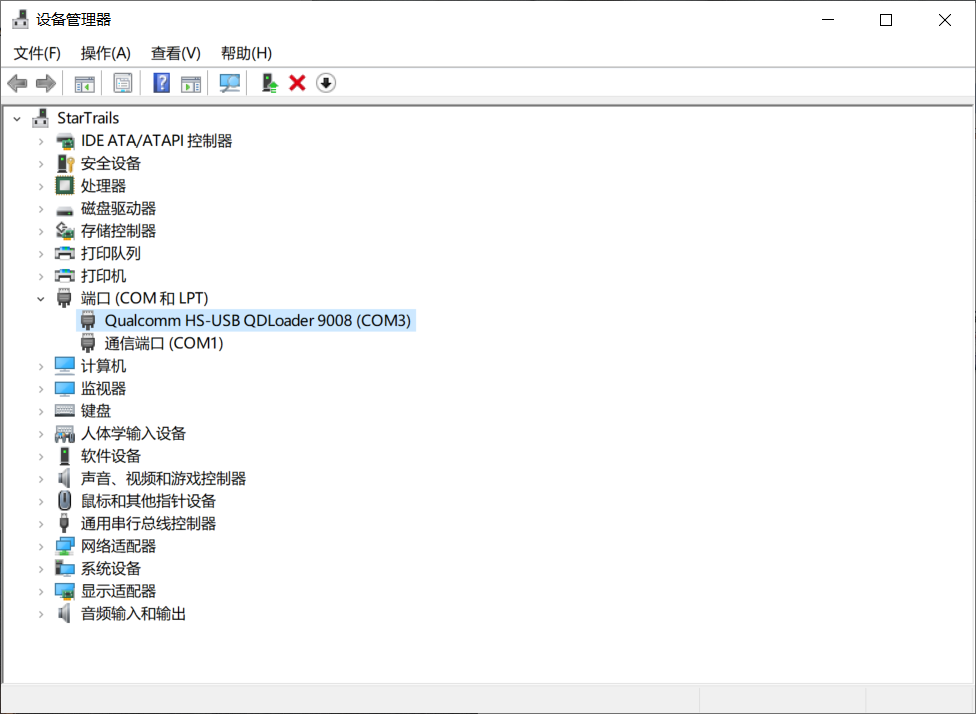 设备管理器
文件(F) 操作(A) 查看(V) 帮助(H)
StarTrails
IDE ATA/ATAPI 控制器
安全设备
处理器
磁盘驱动器
存储控制器
打印队列
打印机
端口 (COM 和 LPT)
Qualcomm HS-USB QDLoader 9008 (COM3)
通信端口 (COM1)
计算机
监视器
键盘
人体学输入设备
软件设备
声音、视频和游戏控制器
鼠标和其他指针设备
通用串行总线控制器
网络适配器
系统设备
显示适配器
音频输入和输出